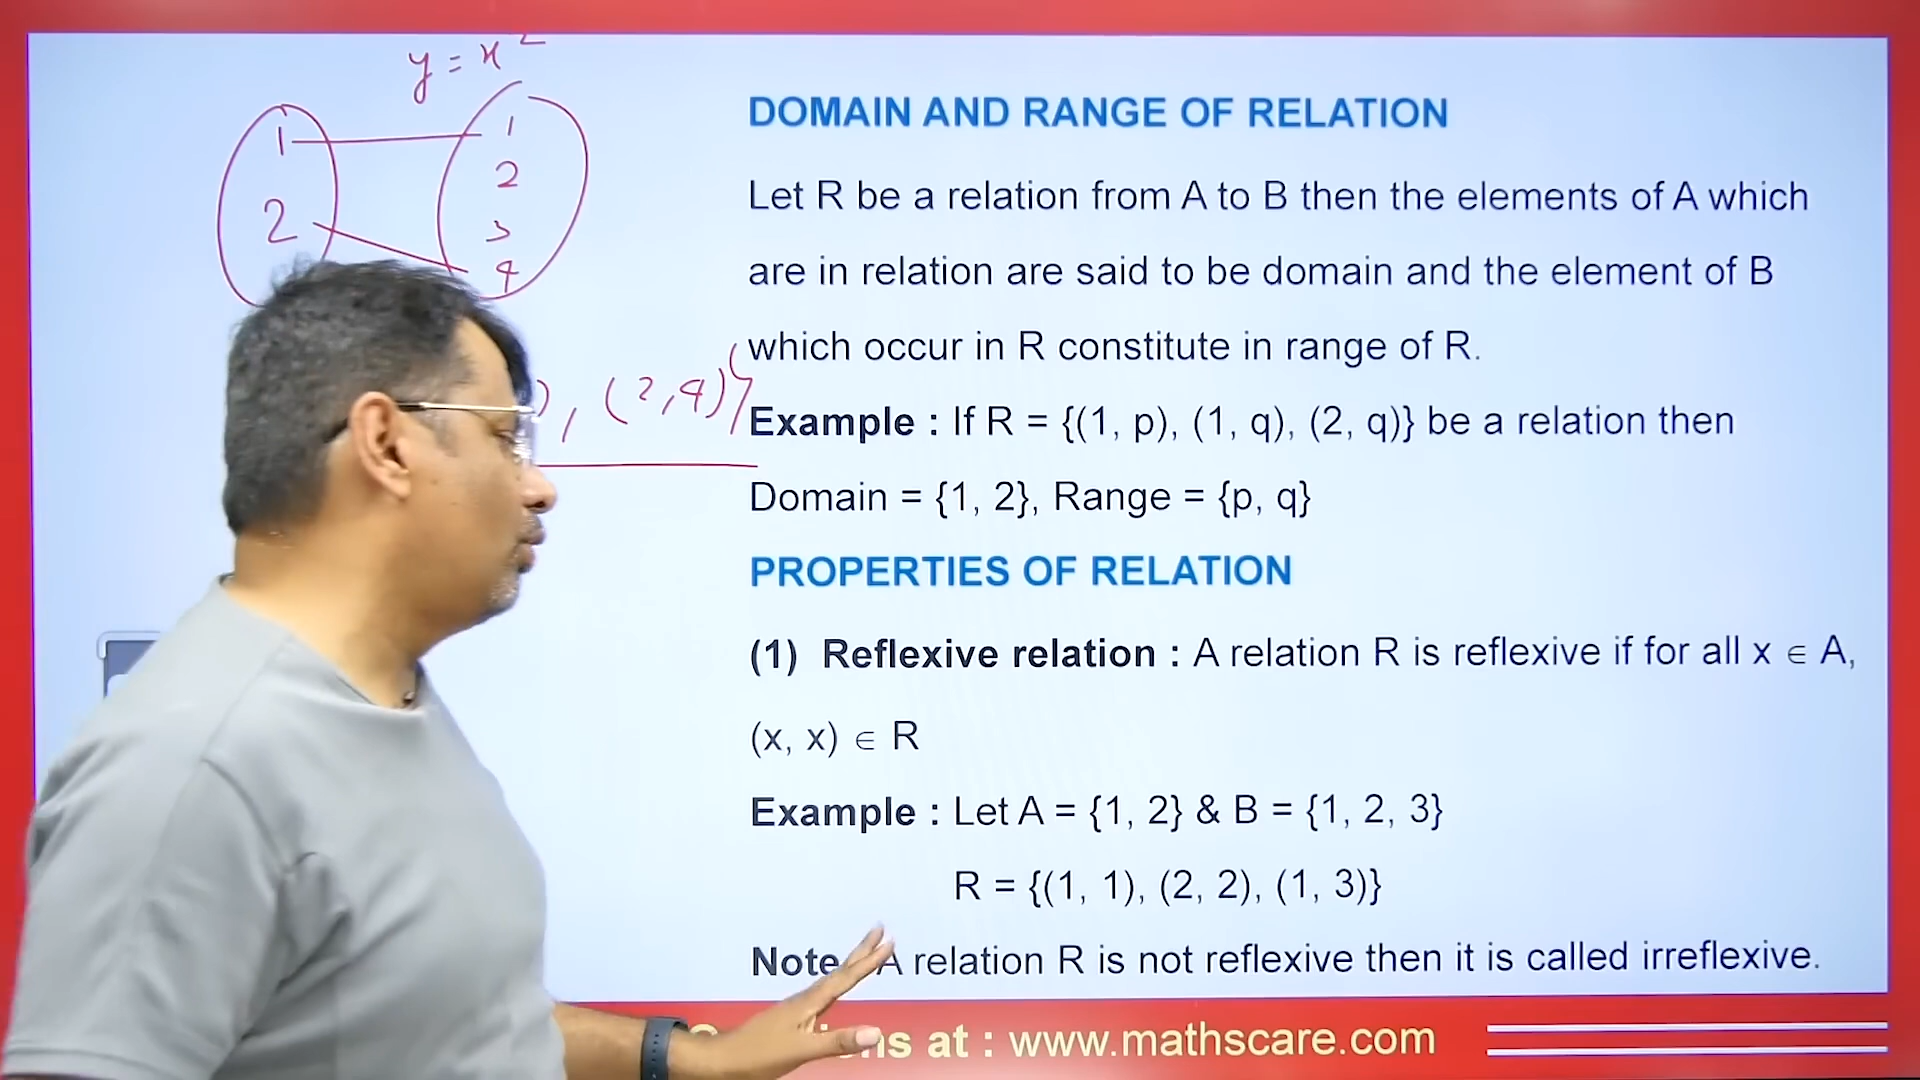 y = x²
1 1
2
2
3
4
), (2,4)}
DOMAIN AND RANGE OF RELATION
Let R be a relation from A to B then the elements of A which
are in relation are said to be domain and the element of B
which occur in R constitute in range of R.
Example : If R = {(1, p), (1, q), (2, q)} be a relation then
Domain = {1, 2}, Range = {p, q}
PROPERTIES OF RELATION
(1) Reflexive relation : A relation R is reflexive if for all x ∈ A,
(x, x) ∈ R
Example : Let A = {1, 2} & B = {1, 2, 3}
R = {(1, 1), (2, 2), (1, 3)}
Note A relation R is not reflexive then it is called irreflexive.
at : www.mathscare.com